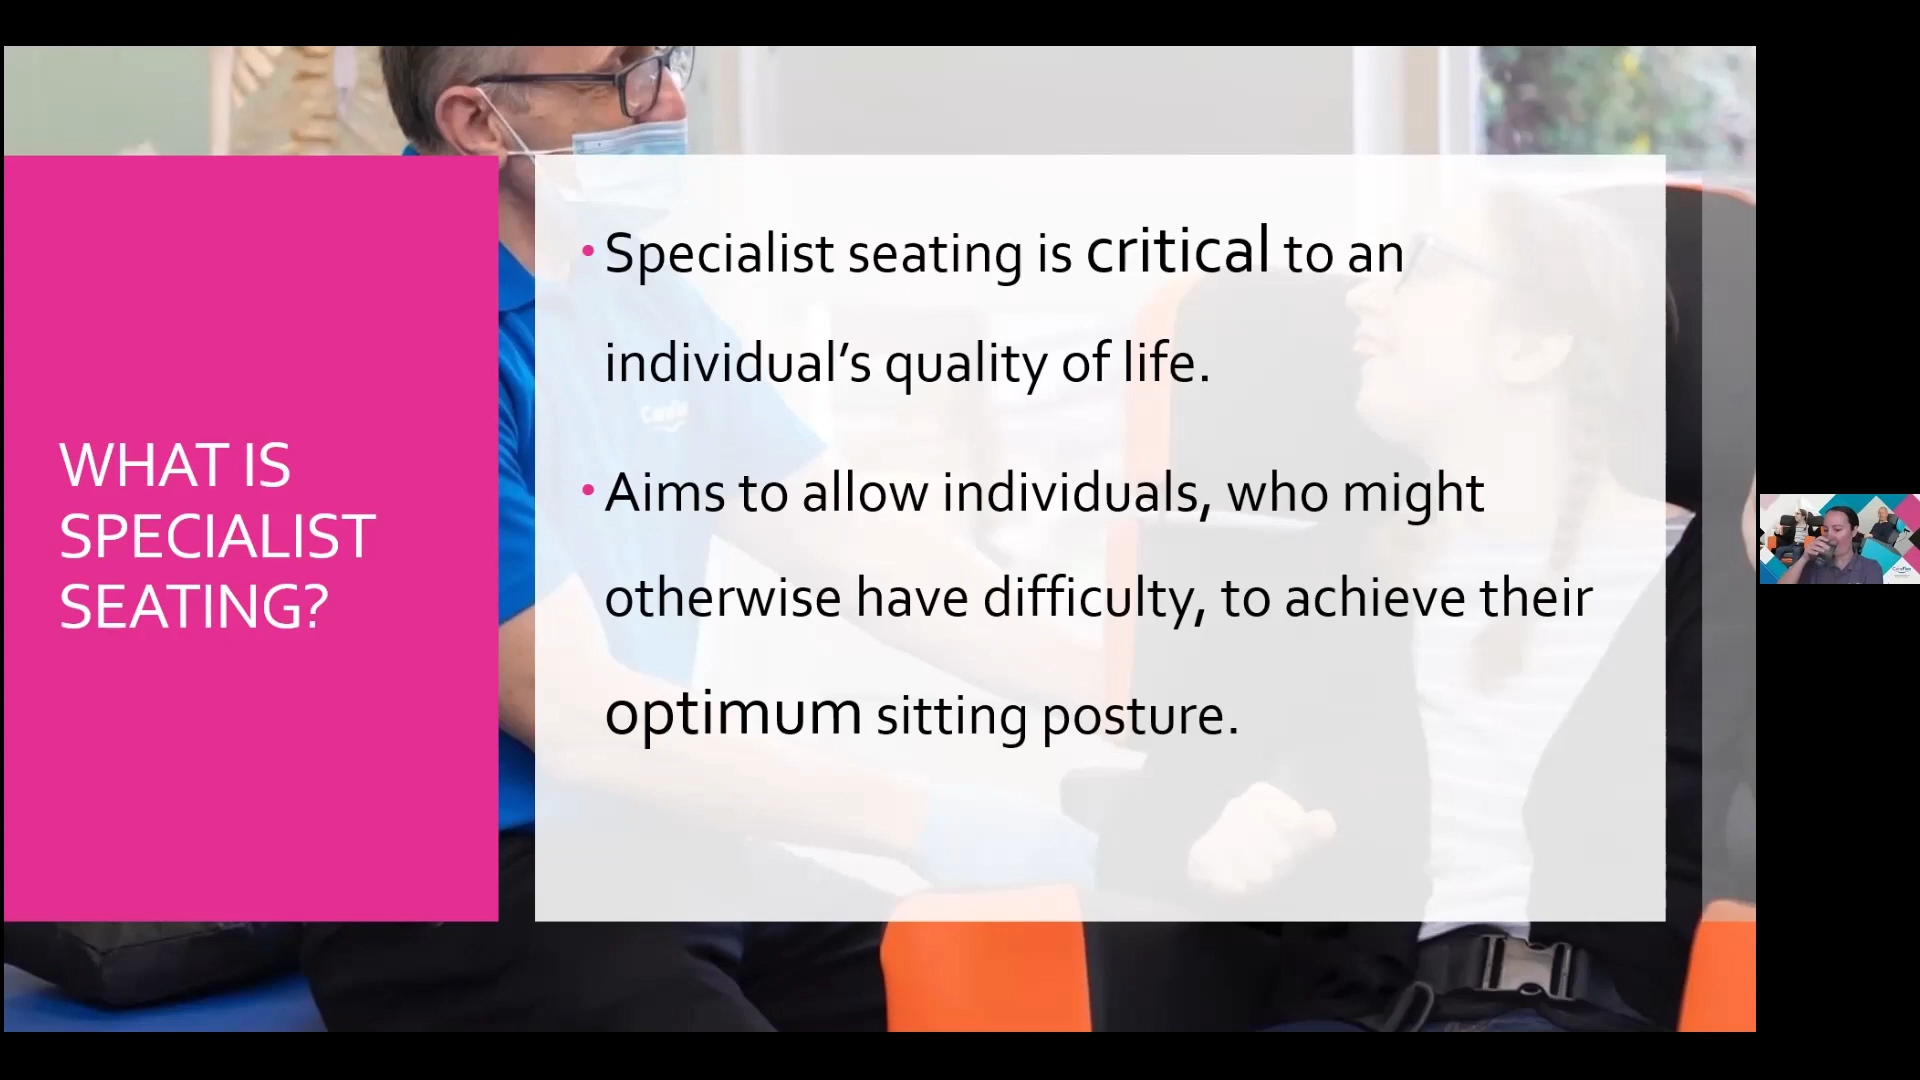 WHAT IS
SPECIALIST
SEATING?
• Specialist seating is critical to an
individual’s quality of life.
• Aims to allow individuals, who might
otherwise have difficulty, to achieve their
optimum sitting posture.